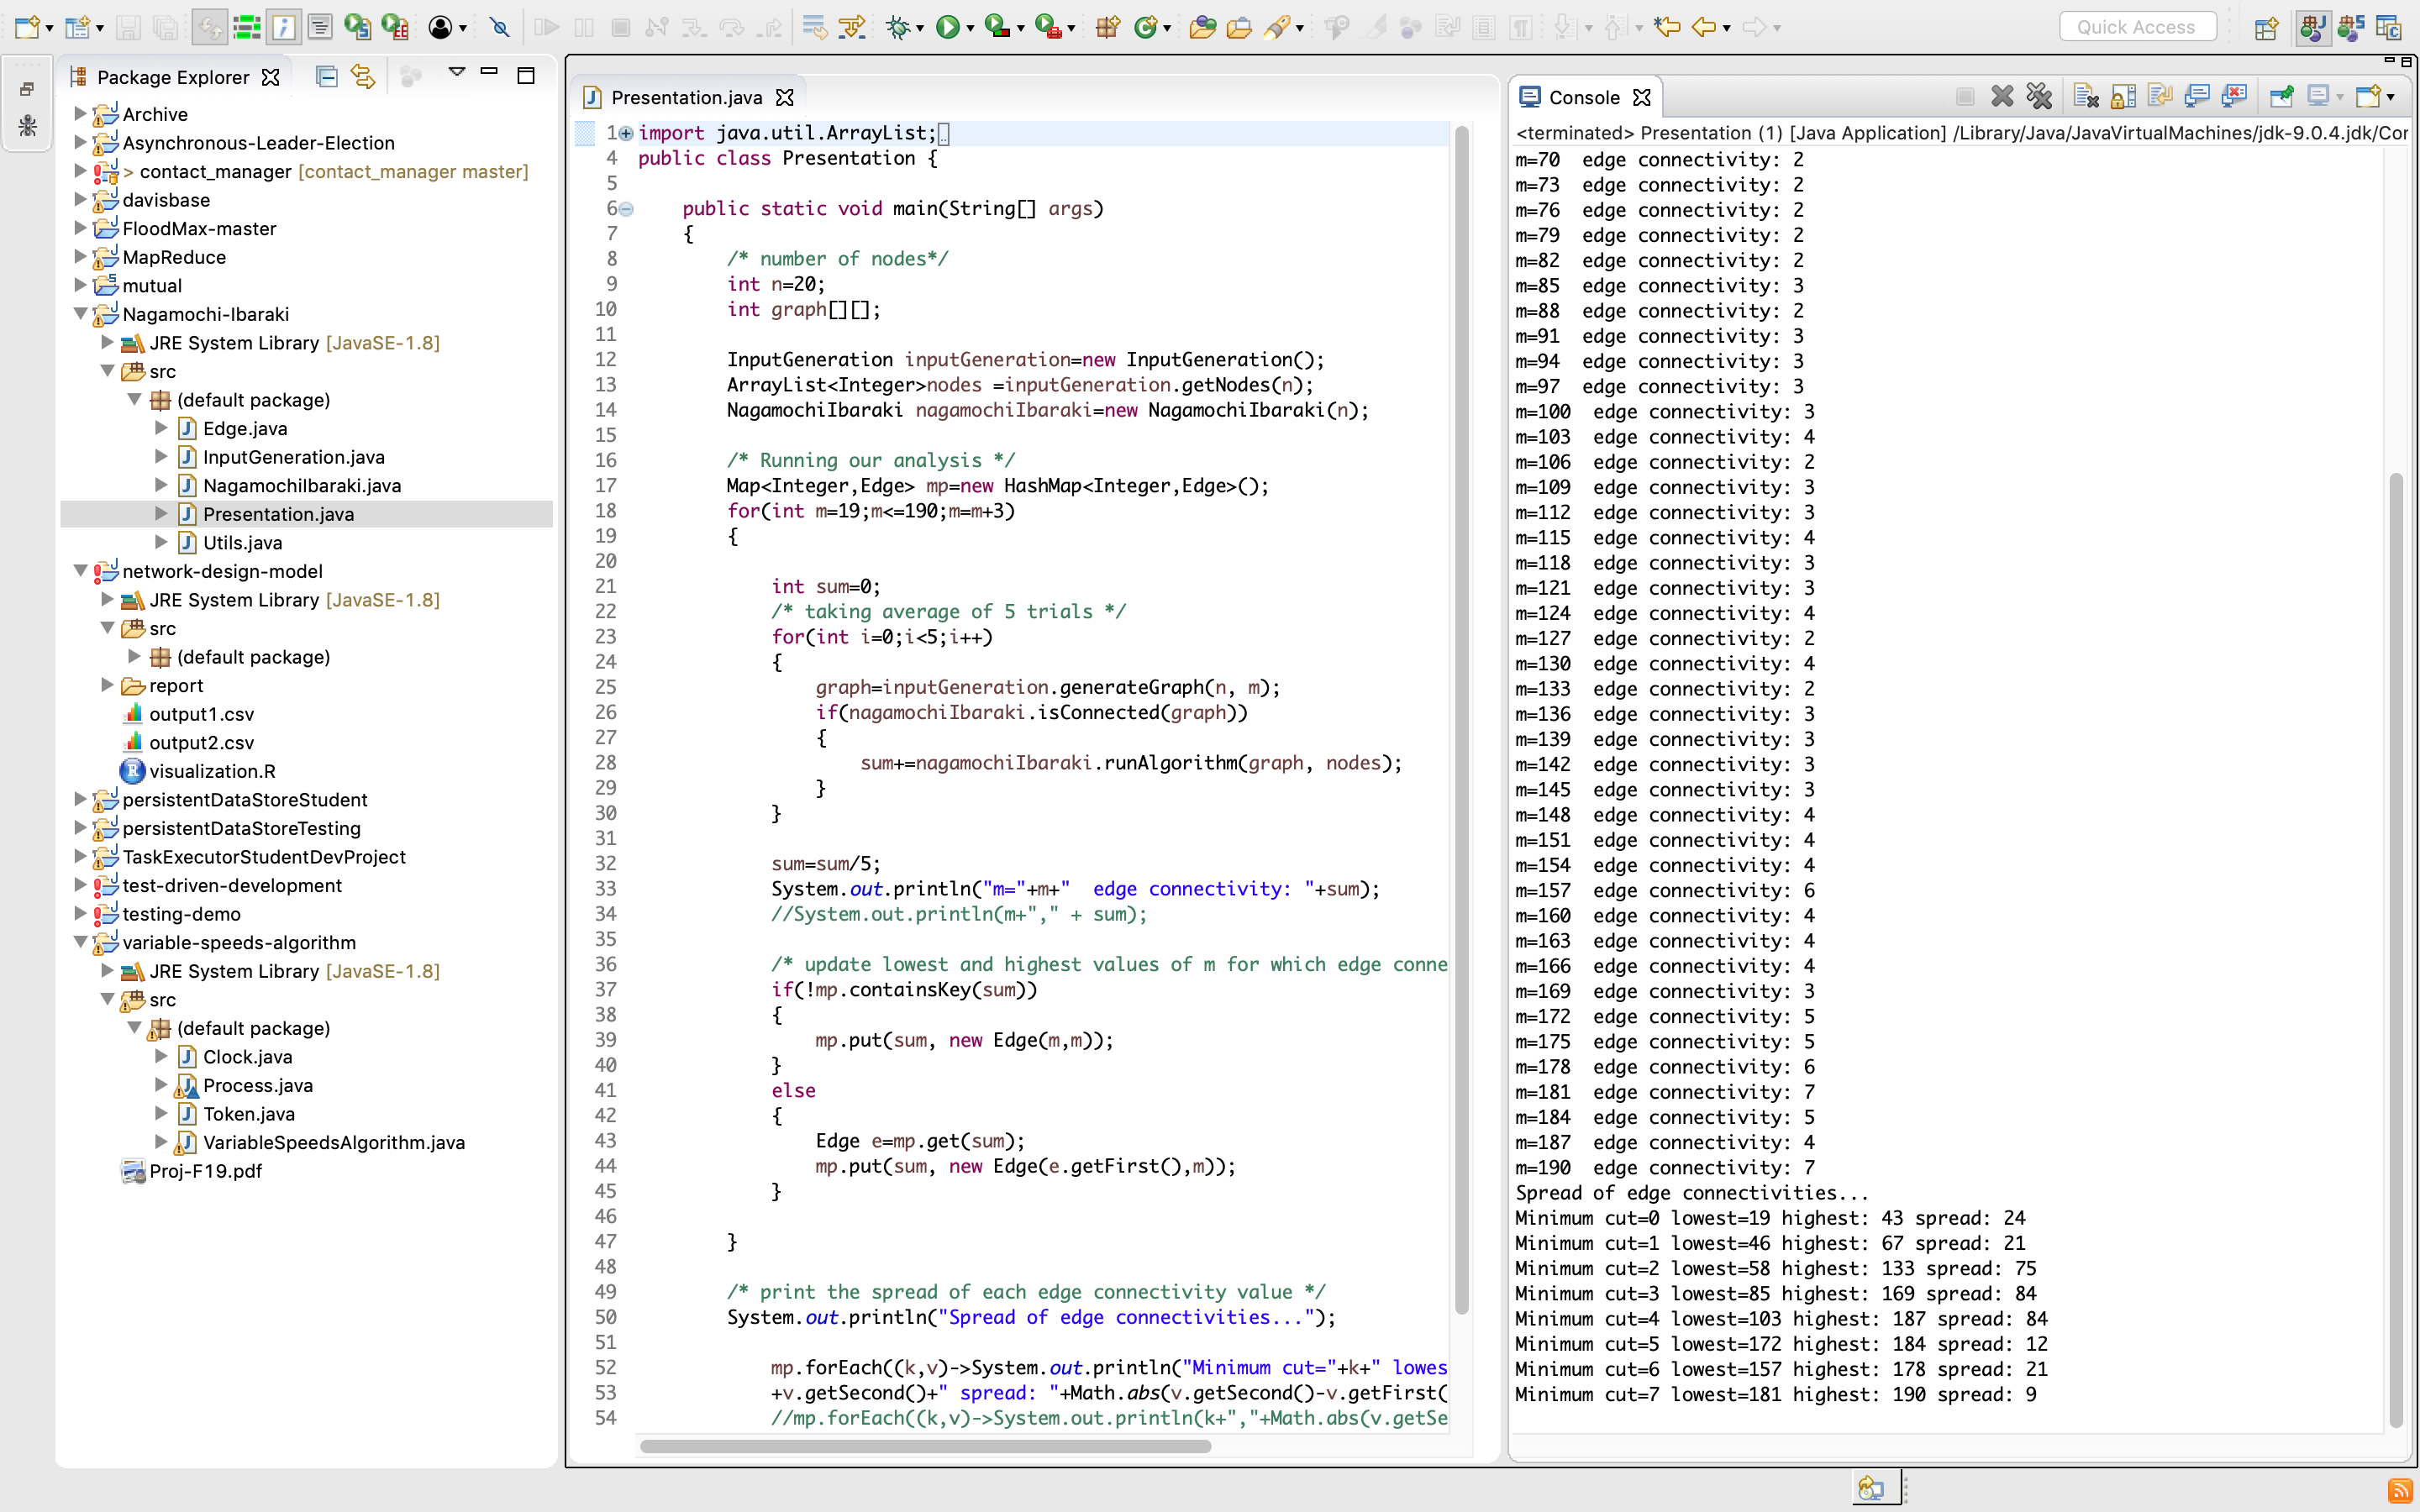 Quick Access
Package Explorer
Archive
Asynchronous-Leader-Election
> contact_manager [contact_manager master]
davisbase
FloodMax-master
MapReduce
mutual
Nagamochi-Ibaraki
JRE System Library [JavaSE-1.8]
src
(default package)
Edge.java
InputGeneration.java
NagamochiIbaraki.java
Presentation.java
Utils.java
network-design-model
JRE System Library [JavaSE-1.8]
src
(default package)
report
output1.csv
output2.csv
visualization.R
persistentDataStoreStudent
persistentDataStoreTesting
TaskExecutorStudentDevProject
test-driven-development
testing-demo
variable-speeds-algorithm
JRE System Library [JavaSE-1.8]
src
(default package)
Clock.java
Process.java
Token.java
VariableSpeedsAlgorithm.java
Proj-F19.pdf
Presentation.java
1 import java.util.ArrayList;
4 public class Presentation {
5
6 public static void main(String[] args)
7 {
8 /* number of nodes*/
9 int n=20;
10 int graph[][];
11
12 InputGeneration inputGeneration=new InputGeneration();
13 ArrayList<Integer>nodes =inputGeneration.getNodes(n);
14 NagamochiIbaraki nagamochiIbaraki=new NagamochiIbaraki(n);
15
16 /* Running our analysis */
17 Map<Integer,Edge> mp=new HashMap<Integer,Edge>();
18 for(int m=19;m<=190;m=m+3)
19 {
20
21 int sum=0;
22 /* taking average of 5 trials */
23 for(int i=0;i<5;i++)
24 {
25 graph=inputGeneration.generateGraph(n, m);
26 if(nagamochiIbaraki.isConnected(graph))
27 {
28 sum+=nagamochiIbaraki.runAlgorithm(graph, nodes);
29 }
30 }
31
32 sum=sum/5;
33 System.out.println("m="+m+"  edge connectivity: "+sum);
34 //System.out.println(m+"," + sum);
35
36 /* update lowest and highest values of m for which edge conne
37 if(!mp.containsKey(sum))
38 {
39 mp.put(sum, new Edge(m,m));
40 }
41 else
42 {
43 Edge e=mp.get(sum);
44 mp.put(sum, new Edge(e.getFirst(),m));
45 }
46
47 }
48
49 /* print the spread of each edge connectivity value */
50 System.out.println("Spread of edge connectivities...");
51
52 mp.forEach((k,v)->System.out.println("Minimum cut="+k+" lowes
53 +v.getSecond()+" spread: "+Math.abs(v.getSecond()-v.getFirst(
54 //mp.forEach((k,v)->System.out.println(k+","+Math.abs(v.getSe
Console
<terminated> Presentation (1) [Java Application] /Library/Java/JavaVirtualMachines/jdk-9.0.4.jdk/Cor
m=70  edge connectivity: 2
m=73  edge connectivity: 2
m=76  edge connectivity: 2
m=79  edge connectivity: 2
m=82  edge connectivity: 2
m=85  edge connectivity: 3
m=88  edge connectivity: 2
m=91  edge connectivity: 3
m=94  edge connectivity: 3
m=97  edge connectivity: 3
m=100  edge connectivity: 3
m=103  edge connectivity: 4
m=106  edge connectivity: 2
m=109  edge connectivity: 3
m=112  edge connectivity: 3
m=115  edge connectivity: 4
m=118  edge connectivity: 3
m=121  edge connectivity: 3
m=124  edge connectivity: 4
m=127  edge connectivity: 2
m=130  edge connectivity: 4
m=133  edge connectivity: 2
m=136  edge connectivity: 3
m=139  edge connectivity: 3
m=142  edge connectivity: 3
m=145  edge connectivity: 3
m=148  edge connectivity: 4
m=151  edge connectivity: 4
m=154  edge connectivity: 4
m=157  edge connectivity: 6
m=160  edge connectivity: 4
m=163  edge connectivity: 4
m=166  edge connectivity: 4
m=169  edge connectivity: 3
m=172  edge connectivity: 5
m=175  edge connectivity: 5
m=178  edge connectivity: 6
m=181  edge connectivity: 7
m=184  edge connectivity: 5
m=187  edge connectivity: 4
m=190  edge connectivity: 7
Spread of edge connectivities...
Minimum cut=0 lowest=19 highest: 43 spread: 24
Minimum cut=1 lowest=46 highest: 67 spread: 21
Minimum cut=2 lowest=58 highest: 133 spread: 75
Minimum cut=3 lowest=85 highest: 169 spread: 84
Minimum cut=4 lowest=103 highest: 187 spread: 84
Minimum cut=5 lowest=172 highest: 184 spread: 12
Minimum cut=6 lowest=157 highest: 178 spread: 21
Minimum cut=7 lowest=181 highest: 190 spread: 9